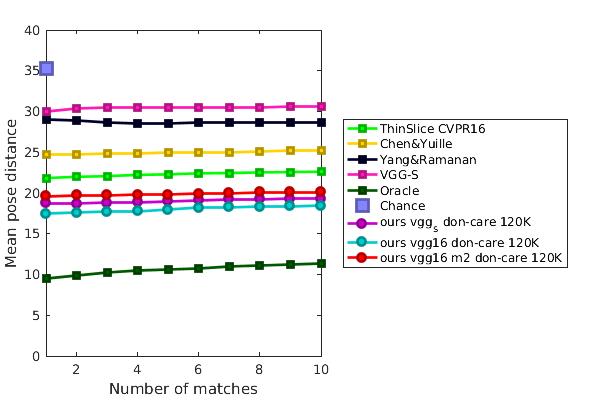 40
35
30
25
20
15
10
5
0
2
4
6
8
10
Mean pose distance
Number of matches
ThinSlice CVPR16
Chen&Yuille
Yang&Ramanan
VGG-S
Oracle
Chance
ours vgg_s don-care 120K
ours vgg16 don-care 120K
ours vgg16 m2 don-care 120K